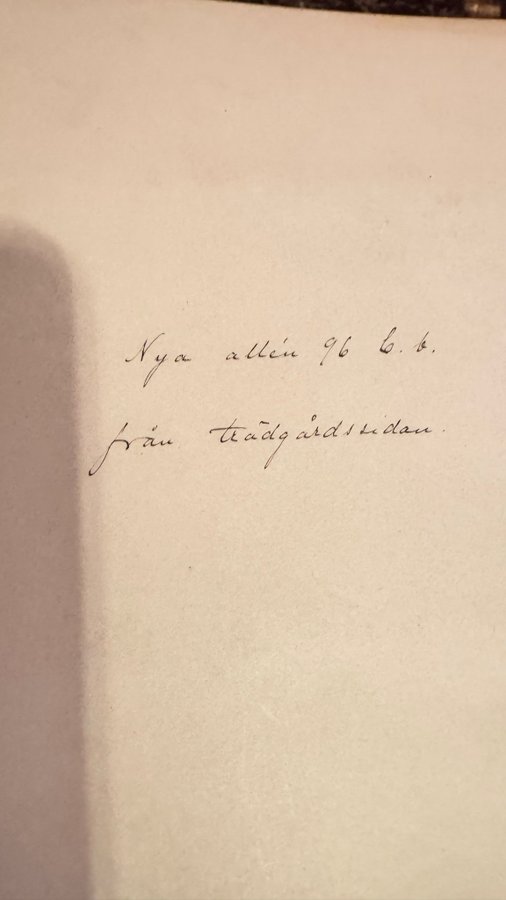 Nya allén 96 b. b.
från trädgårdssidan.